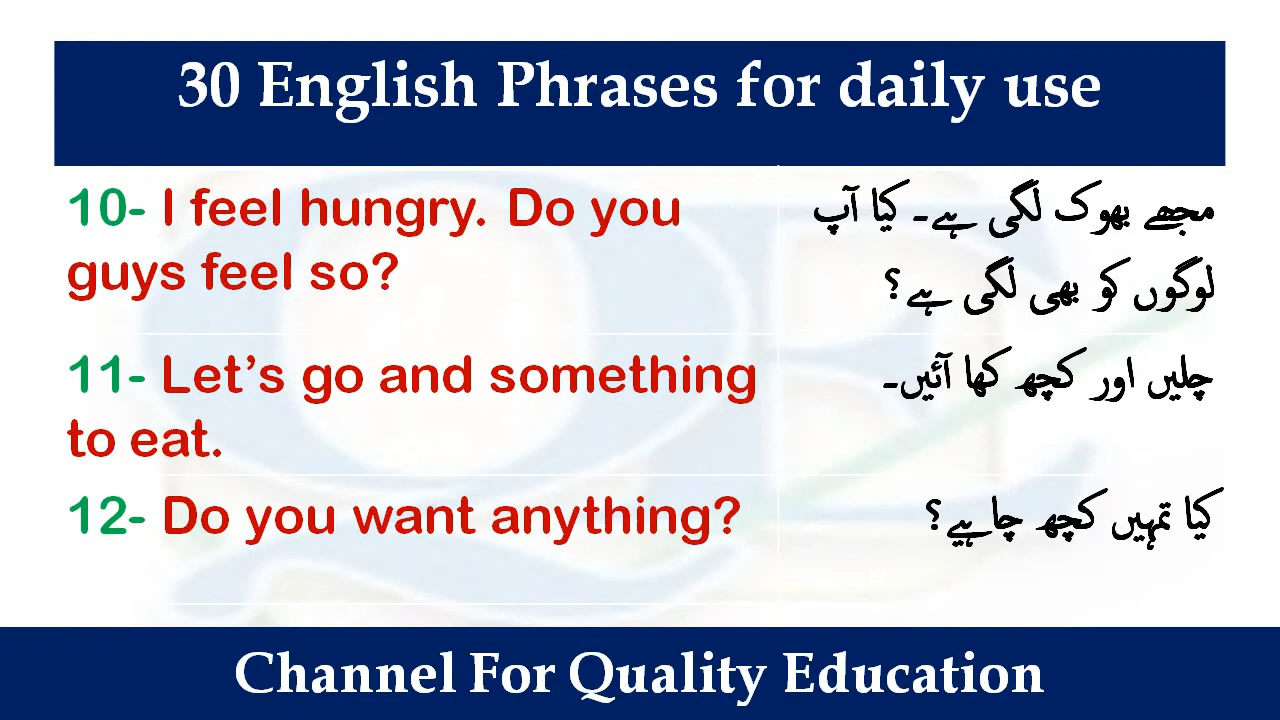 30 English Phrases for daily use
10- I feel hungry. Do you
guys feel so?
مجھے بھوک لگی ہے۔ کیا آپ
لوگوں کو بھی لگی ہے؟
11- Let’s go and something
to eat.
چلیں اور کچھ کھا آئیں۔
12- Do you want anything?
کیا تمہیں کچھ چاہیے؟
Channel For Quality Education